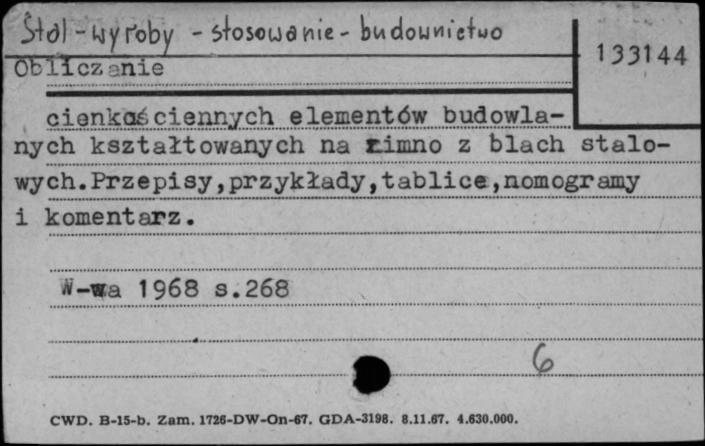 Stal - wyroby - stosowanie - budownictwo
133144
Obliczanie
cienkościennych elementów budowla-
nych kształtowanych na zimno z blach stalo-
wych.Przepisy,przykłady,tablice,nomogramy
i komentarz.
W-wa 1968 s.268
6
CWD. B-15-b. Zam. 1726-DW-On-67. GDA-3198. 8.11.67. 4.630.000.